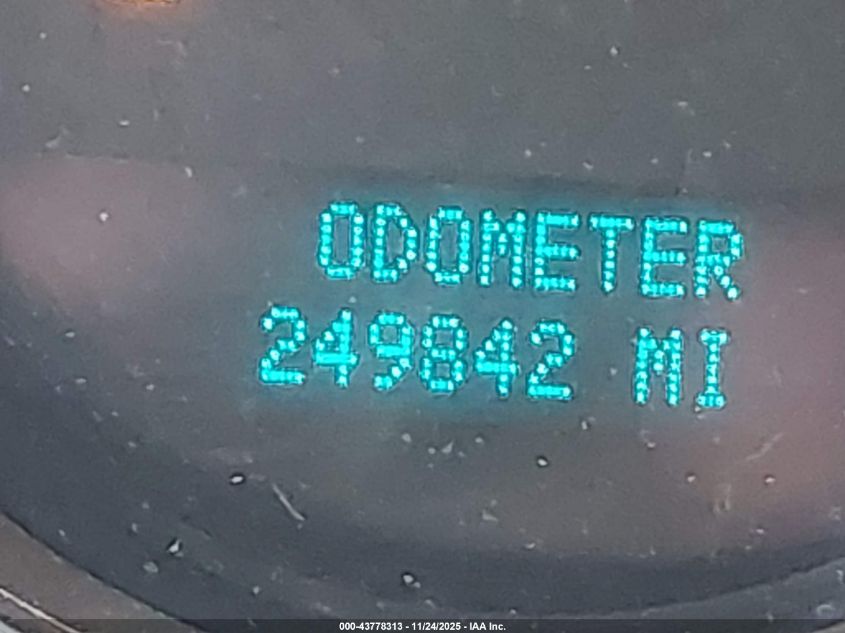 ODOMETER
249842 MI
000-43778313 - 11/24/2025 - IAA Inc.